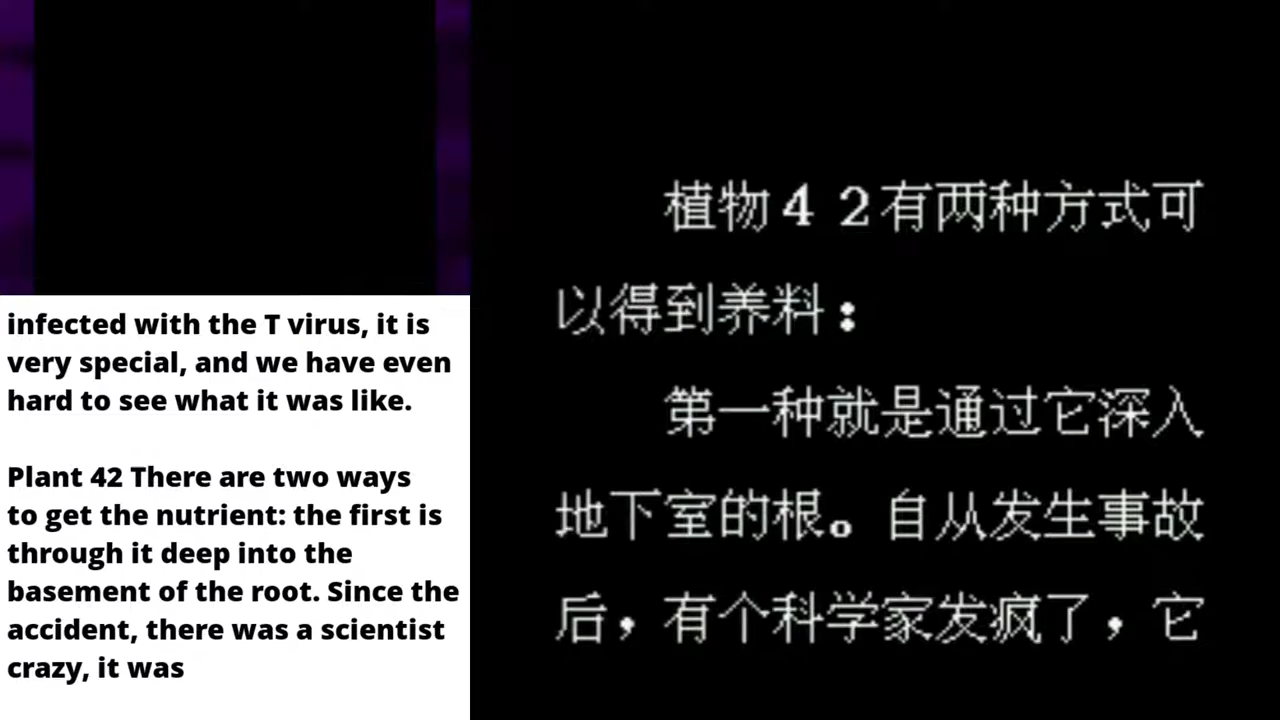 infected with the T virus, it is
very special, and we have even
hard to see what it was like.
Plant 42 There are two ways
to get the nutrient: the first is
through it deep into the
basement of the root. Since the
accident, there was a scientist
crazy, it was
植物42有两种方式可
以得到养料：
第一种就是通过它深入
地下室的根。自从发生事故
后，有个科学家发疯了，它